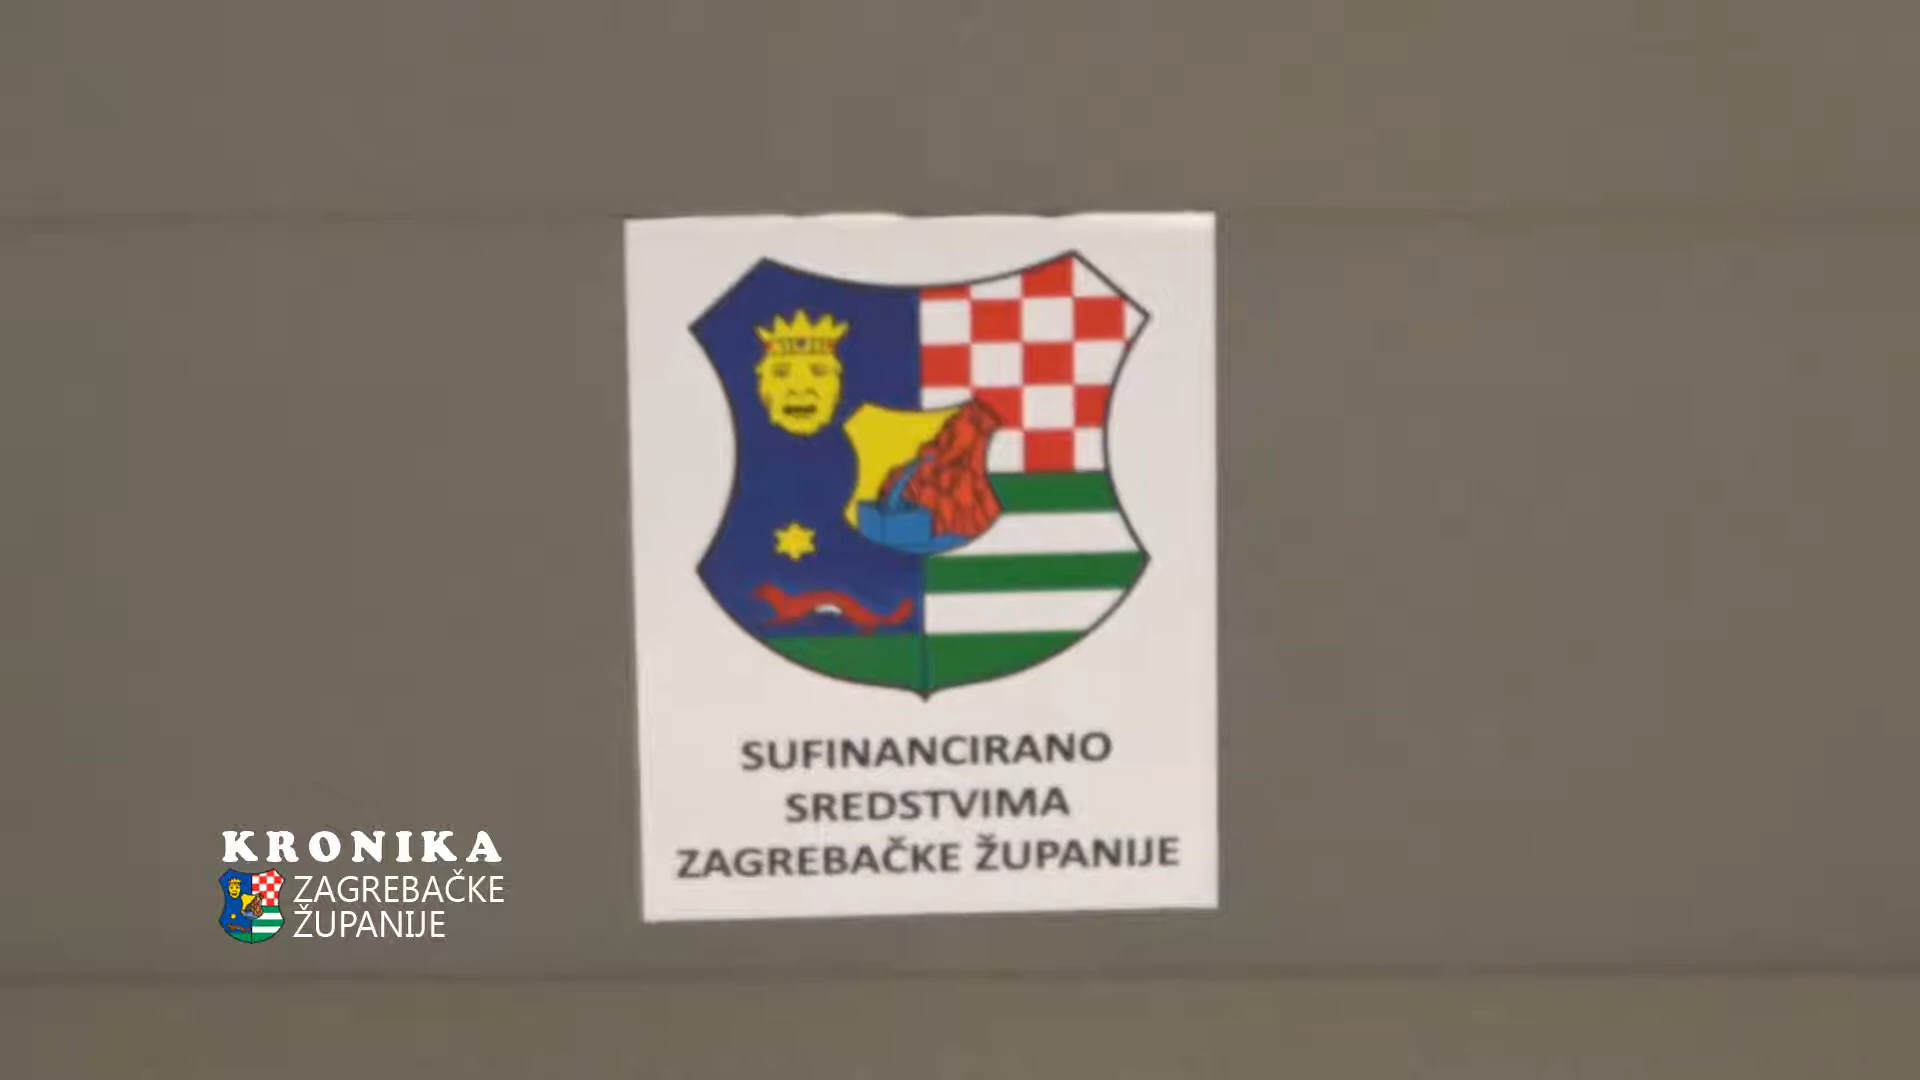 SUFINANCIRANO
SREDSTVIMA
ZAGREBAČKE ŽUPANIJE
KRONIKA
ZAGREBAČKE
ŽUPANIJE